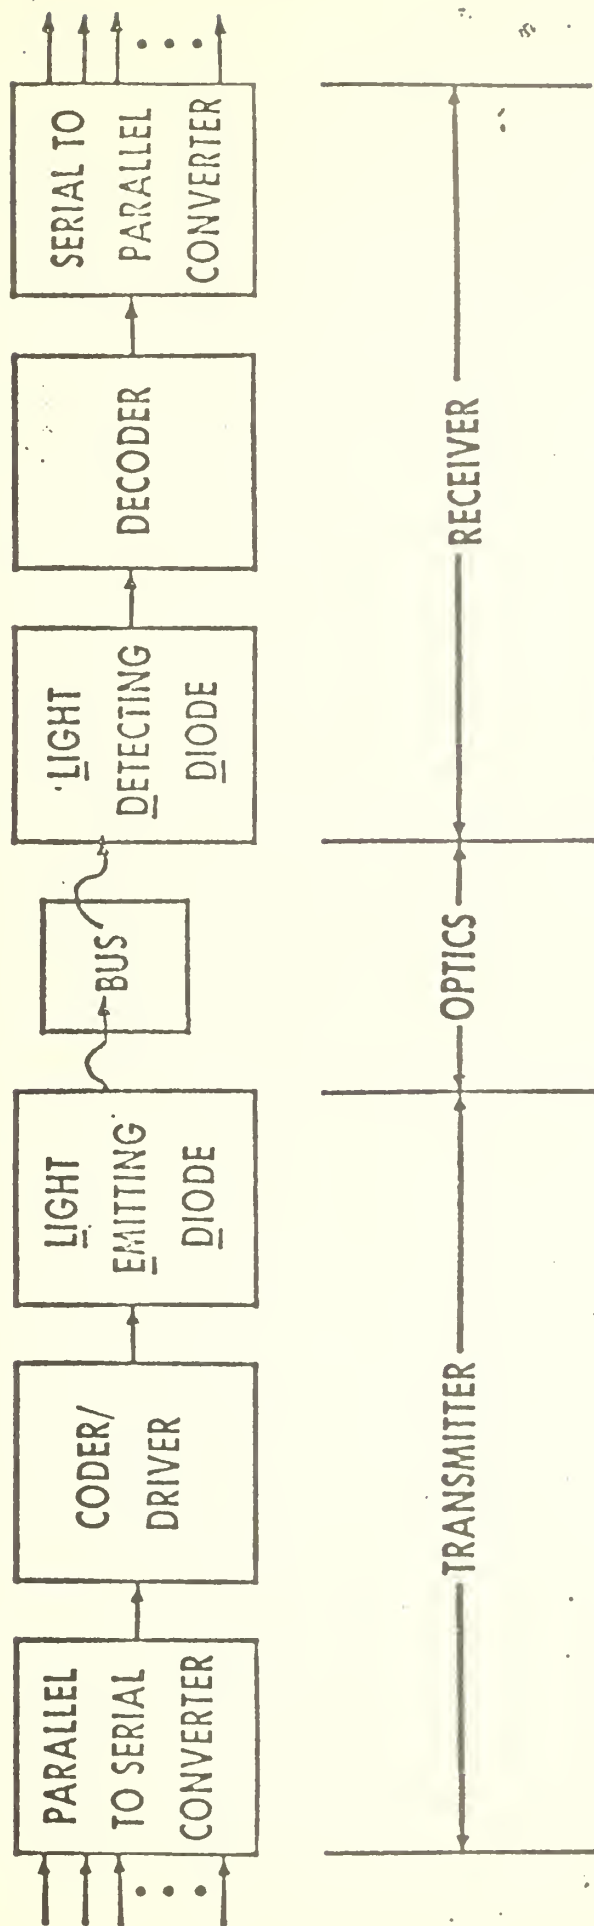 PARALLEL
TO SERIAL
CONVERTER
CODER/
DRIVER
LIGHT
EMITTING
DIODE
BUS
LIGHT
DETECTING
DIODE
DECODER
SERIAL TO
PARALLEL
CONVERTER
TRANSMITTER
OPTICS
RECEIVER